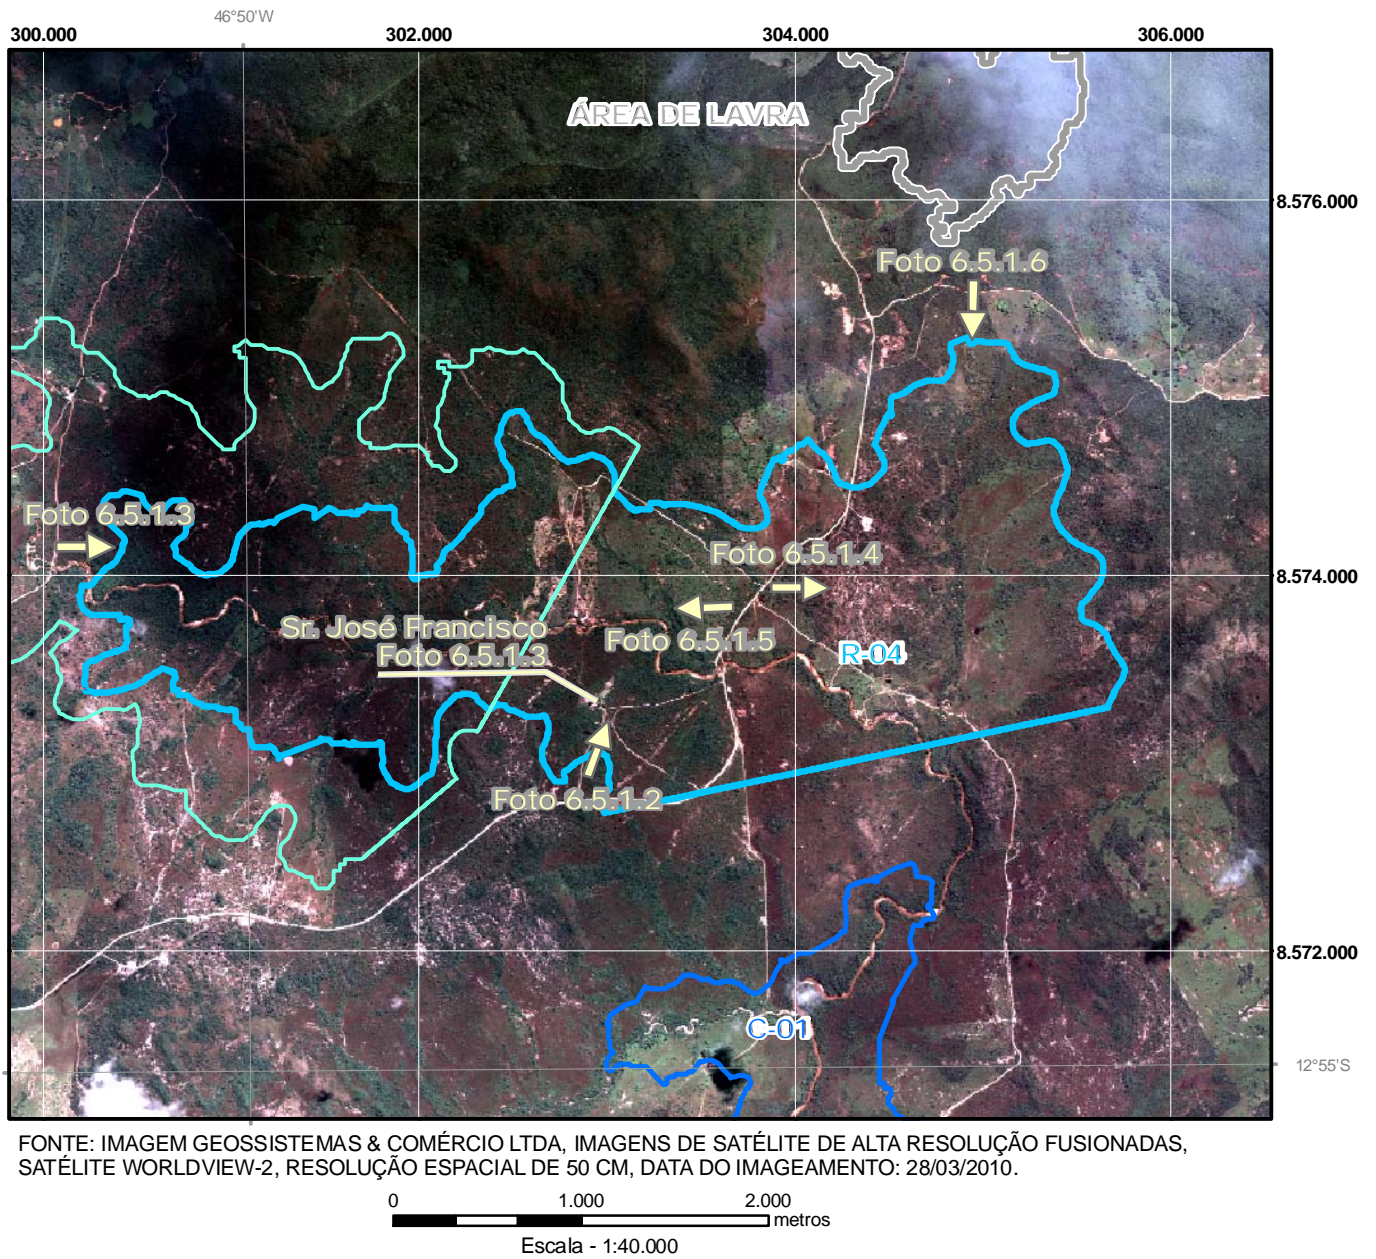 46°50'W
300.000
302.000
304.000
306.000
ÁREA DE LAVRA
8.576.000
Foto 6.5.1.6
Foto 6.5.1.3
Foto 6.5.1.4
8.574.000
Sr. José Francisco
Foto 6.5.1.3
Foto 6.5.1.5
R-04
Foto 6.5.1.2
8.572.000
C-01
12°55'S
FONTE: IMAGEM GEOSSISTEMAS & COMÉRCIO LTDA, IMAGENS DE SATÉLITE DE ALTA RESOLUÇÃO FUSIONADAS,
SATÉLITE WORLDVIEW-2, RESOLUÇÃO ESPACIAL DE 50 CM, DATA DO IMAGEAMENTO: 28/03/2010.
0 1.000 2.000
metros
Escala - 1:40.000